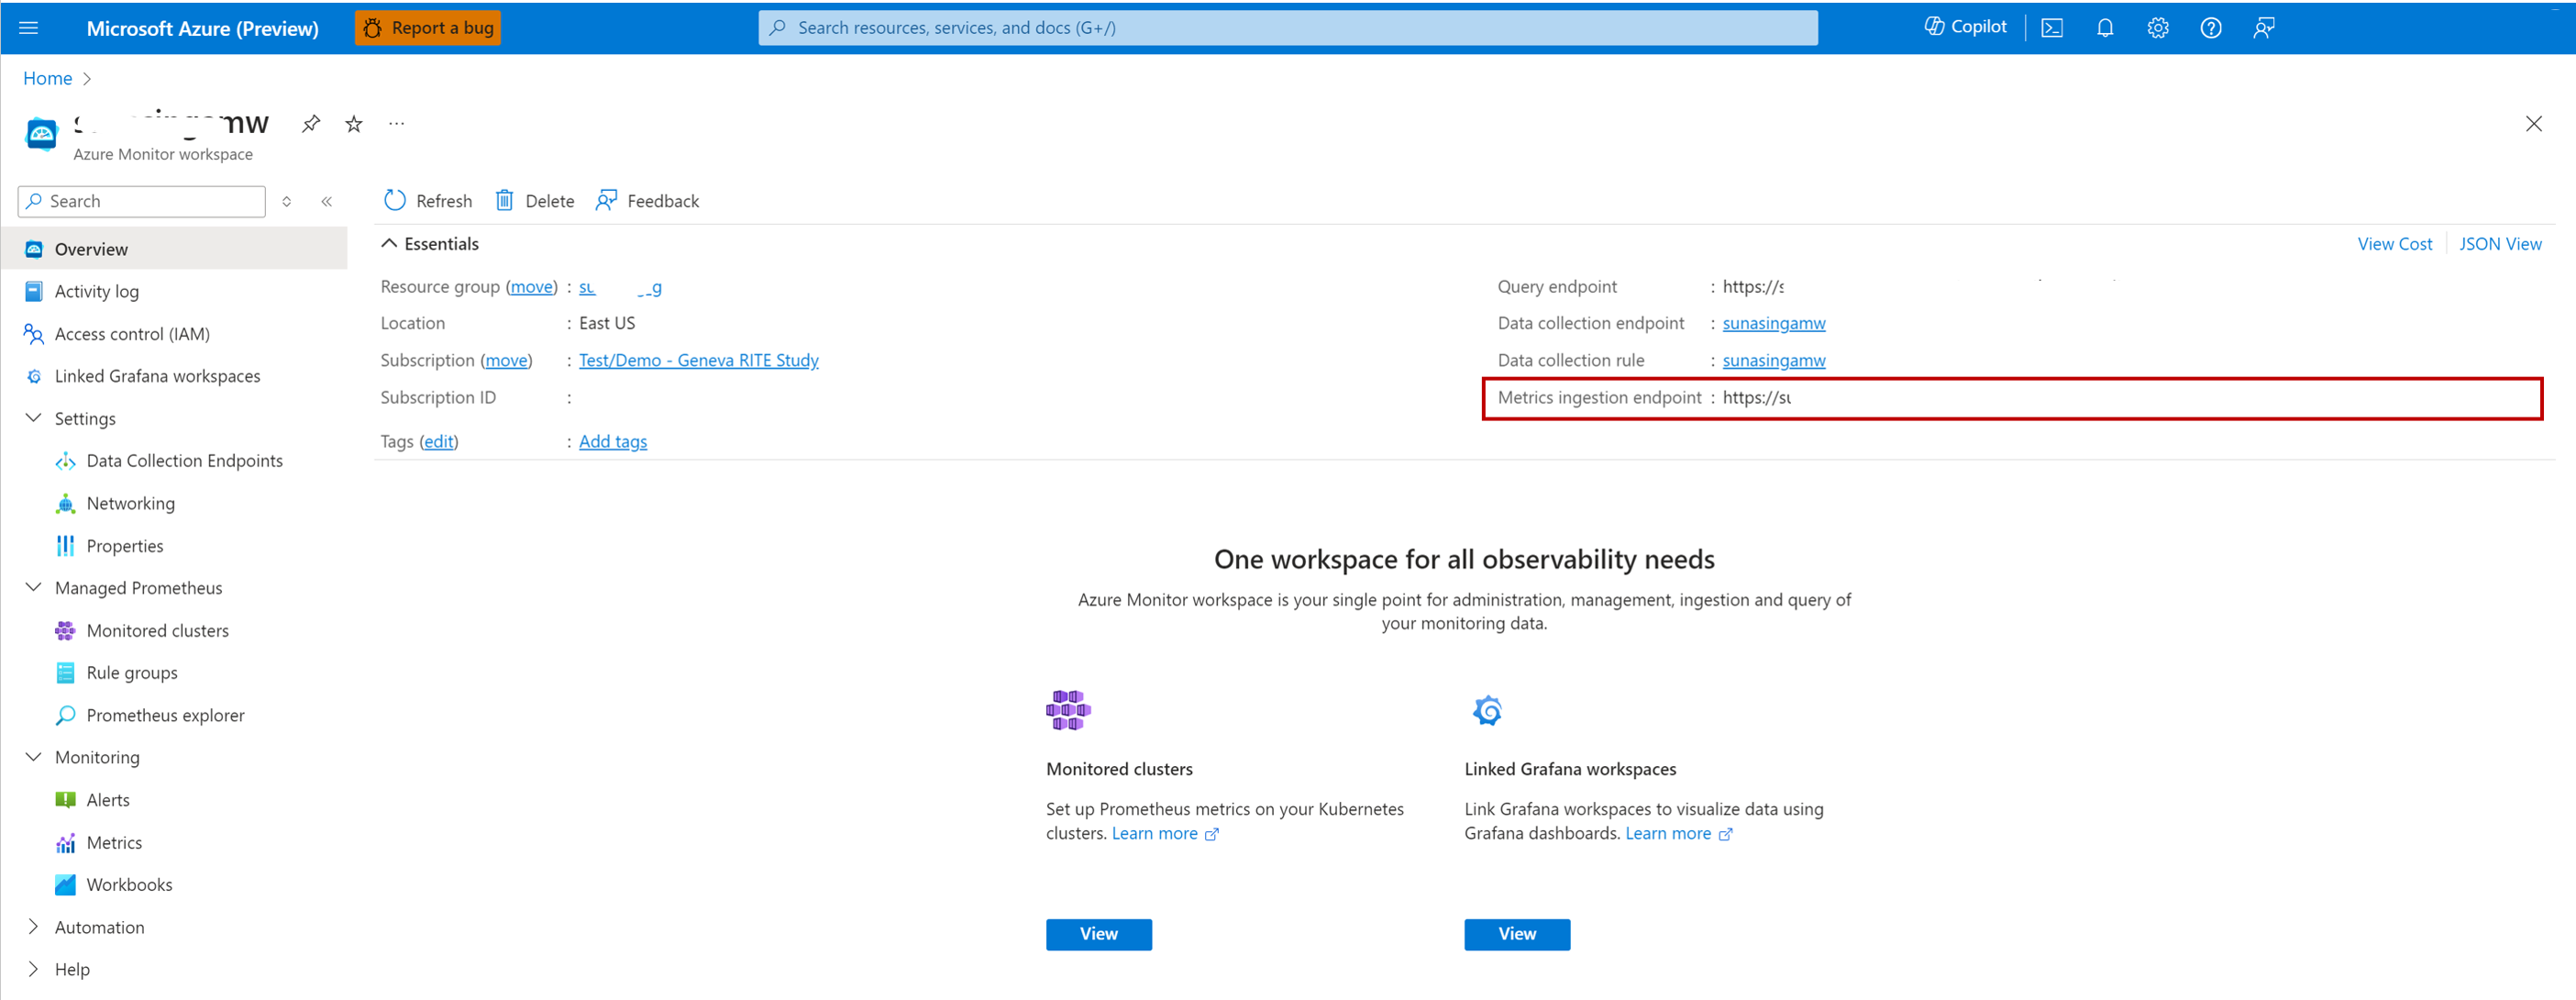 Microsoft Azure (Preview) Report a bug Search resources, services, and docs (G+/) Copilot
Home
Azure Monitor workspace
Search
Refresh Delete Feedback
Overview
Activity log
Access control (IAM)
Linked Grafana workspaces
Settings
Data Collection Endpoints
Networking
Properties
Managed Prometheus
Monitored clusters
Rule groups
Prometheus explorer
Monitoring
Alerts
Metrics
Workbooks
Automation
Help
Essentials
View Cost JSON View
Resource group (move) :
Location : East US
Subscription (move) : Test/Demo - Geneva RITE Study
Subscription ID :
Tags (edit) : Add tags
Query endpoint : https://s
Data collection endpoint : sunasingamw
Data collection rule : sunasingamw
Metrics ingestion endpoint : https://su
One workspace for all observability needs
Azure Monitor workspace is your single point for administration, management, ingestion and query of
your monitoring data.
Monitored clusters
Set up Prometheus metrics on your Kubernetes
clusters. Learn more
View
Linked Grafana workspaces
Link Grafana workspaces to visualize data using
Grafana dashboards. Learn more
View